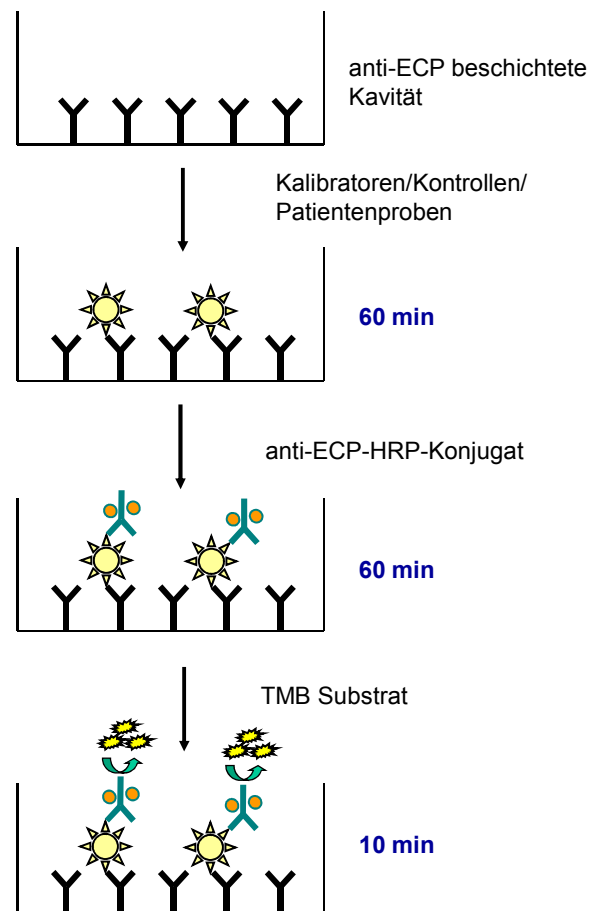 anti-ECP beschichtete
Kavität
Kalibratoren/Kontrollen/
Patientenproben
60 min
anti-ECP-HRP-Konjugat
60 min
TMB Substrat
10 min